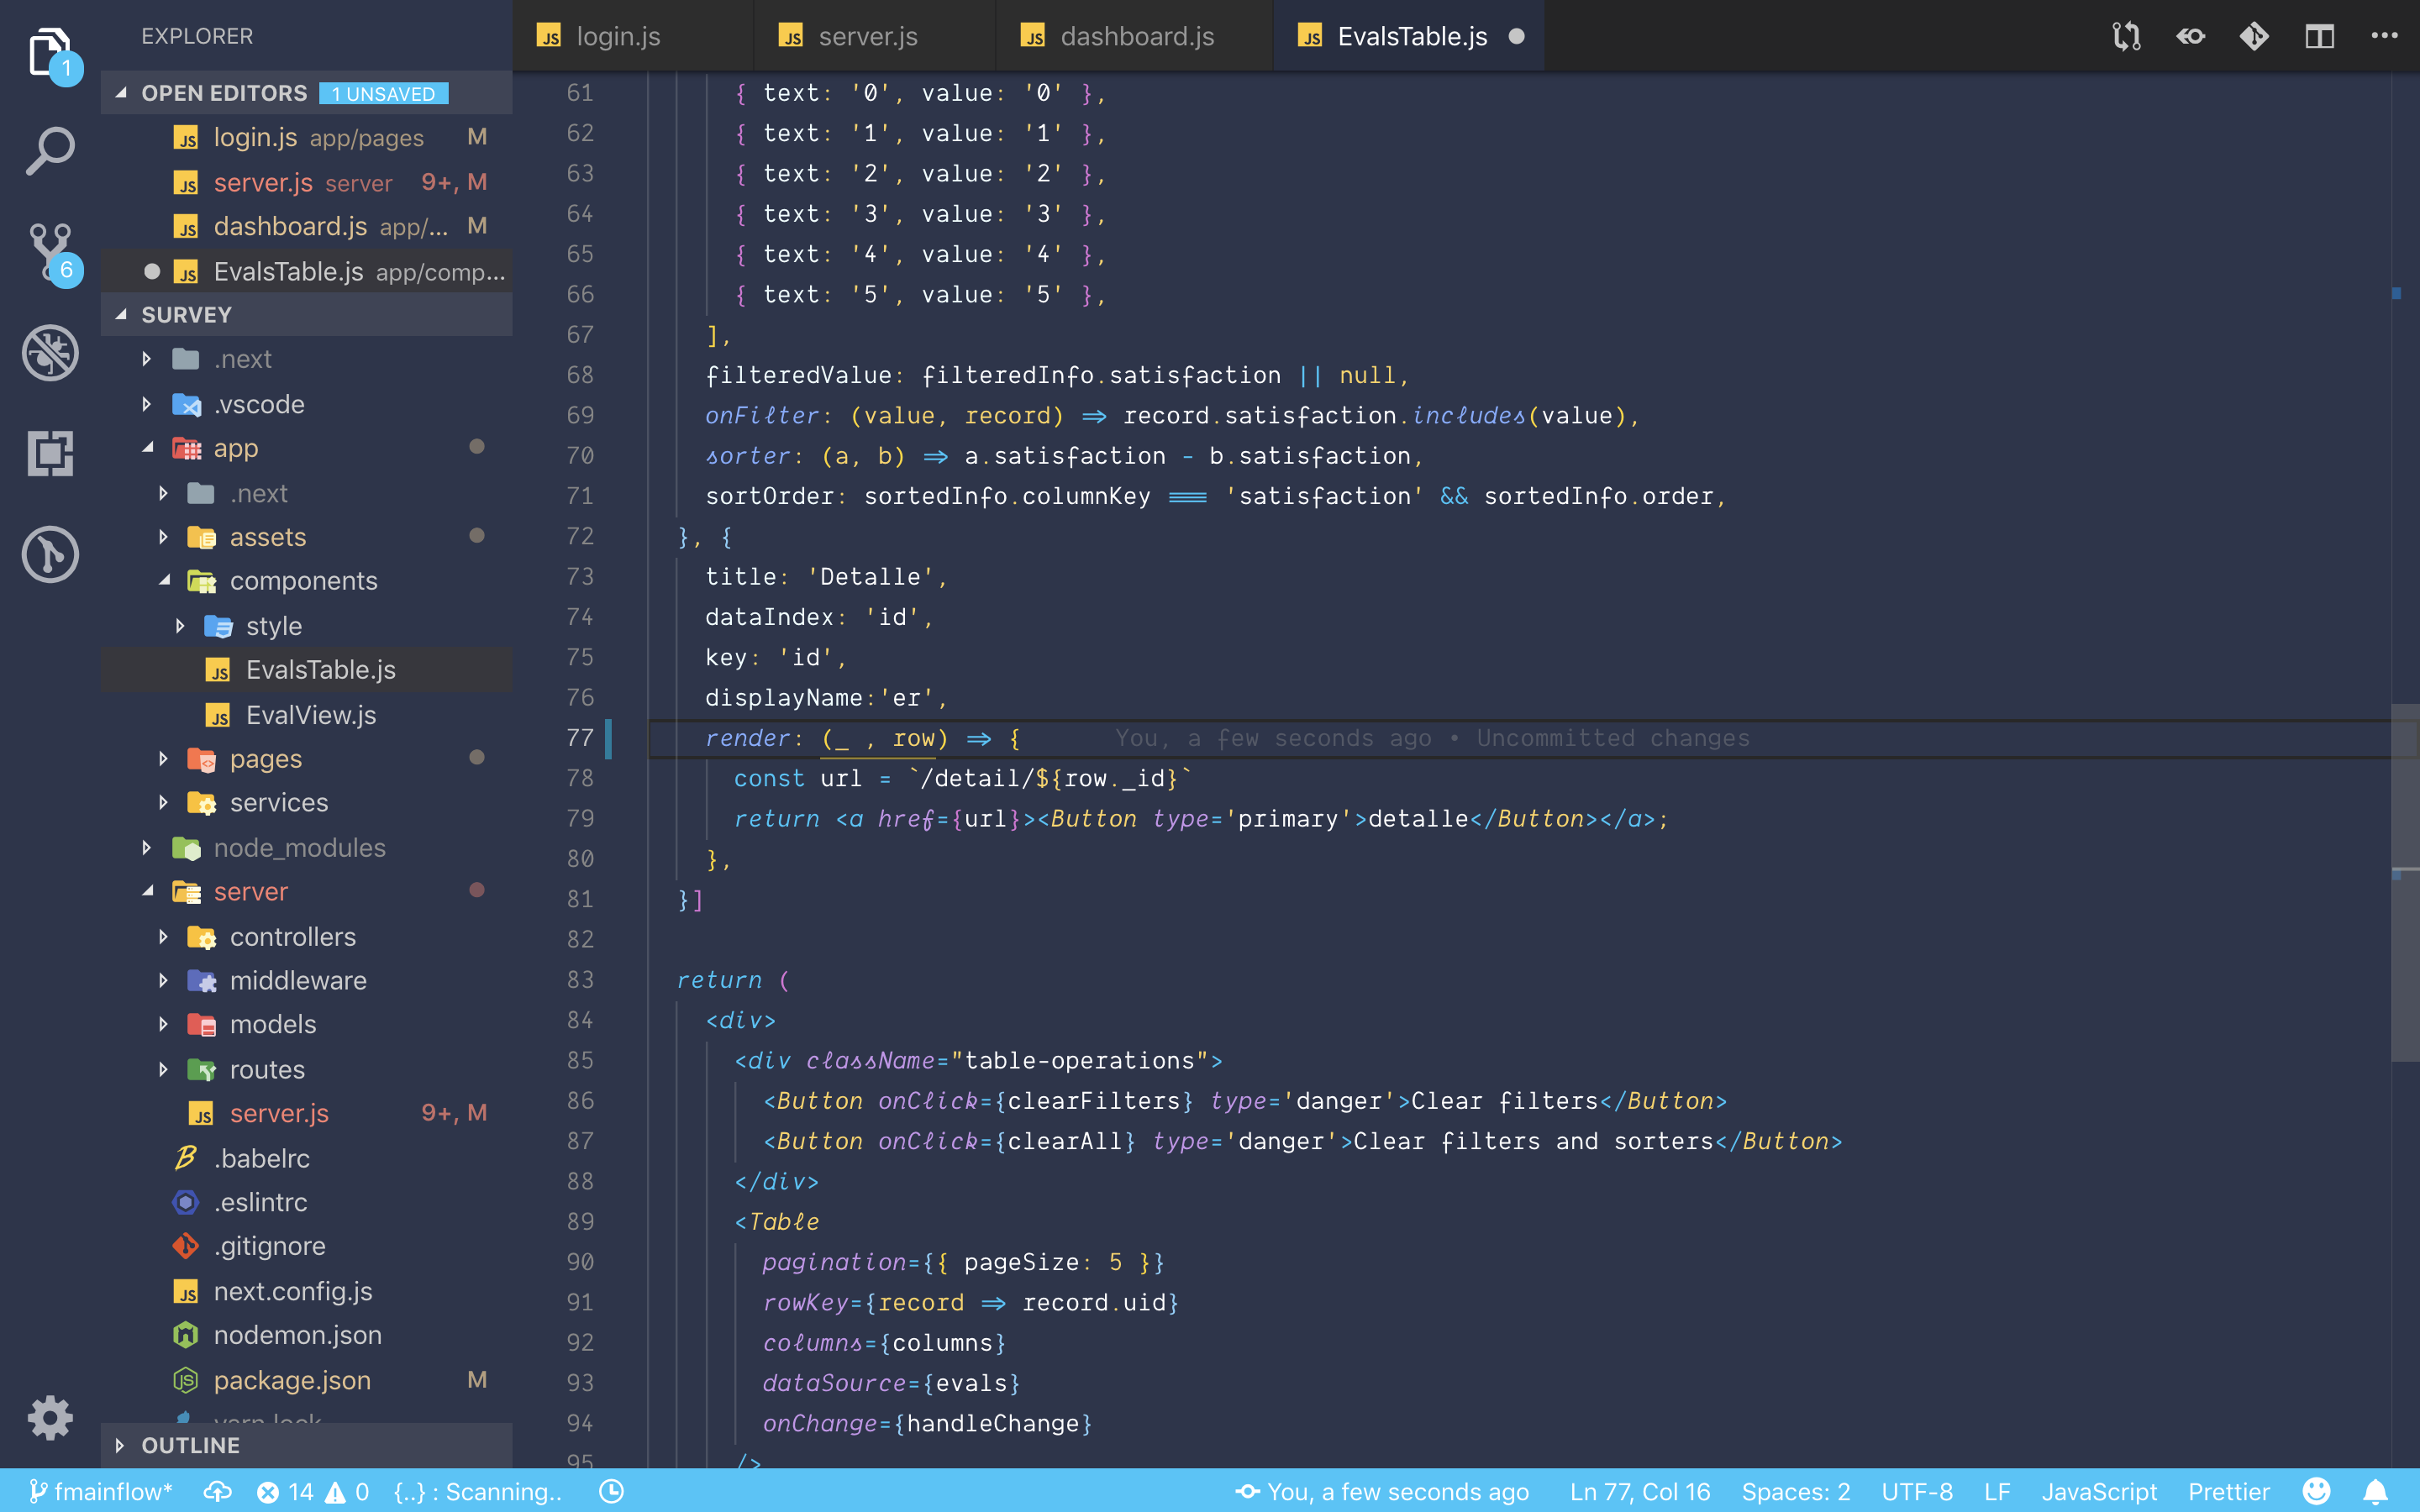 EXPLORER
login.js
server.js
dashboard.js
EvalsTable.js
1
6
OPEN EDITORS 1 UNSAVED
login.js app/pages M
server.js server 9+, M
dashboard.js app/... M
EvalsTable.js app/comp...
SURVEY
.next
.vscode
app
.next
assets
components
style
EvalsTable.js
EvalView.js
pages
services
node_modules
server
controllers
middleware
models
routes
server.js 9+, M
.babelrc
.eslintrc
.gitignore
next.config.js
nodemon.json
package.json M
yarn.lock
OUTLINE
61 { text: '0', value: '0' },
62 { text: '1', value: '1' },
63 { text: '2', value: '2' },
64 { text: '3', value: '3' },
65 { text: '4', value: '4' },
66 { text: '5', value: '5' },
67 ],
68 filteredValue: filteredInfo.satisfaction || null,
69 onFilter: (value, record) => record.satisfaction.includes(value),
70 sorter: (a, b) => a.satisfaction - b.satisfaction,
71 sortOrder: sortedInfo.columnKey === 'satisfaction' && sortedInfo.order,
72 }, {
73 title: 'Detalle',
74 dataIndex: 'id',
75 key: 'id',
76 displayName:'er',
77 render: (_ , row) => { You, a few seconds ago • Uncommitted changes
78 const url = `/detail/${row._id}`
79 return <a href={url}><Button type='primary'>detalle</Button></a>;
80 },
81 }]
82
83 return (
84 <div>
85 <div className="table-operations">
86 <Button onClick={clearFilters} type='danger'>Clear filters</Button>
87 <Button onClick={clearAll} type='danger'>Clear filters and sorters</Button>
88 </div>
89 <Table
90 pagination={{ pageSize: 5 }}
91 rowKey={record => record.uid}
92 columns={columns}
93 dataSource={evals}
94 onChange={handleChange}
95 />
fmainflow* 14 0 {..} : Scanning.. You, a few seconds ago Ln 77, Col 16 Spaces: 2 UTF-8 LF JavaScript Prettier